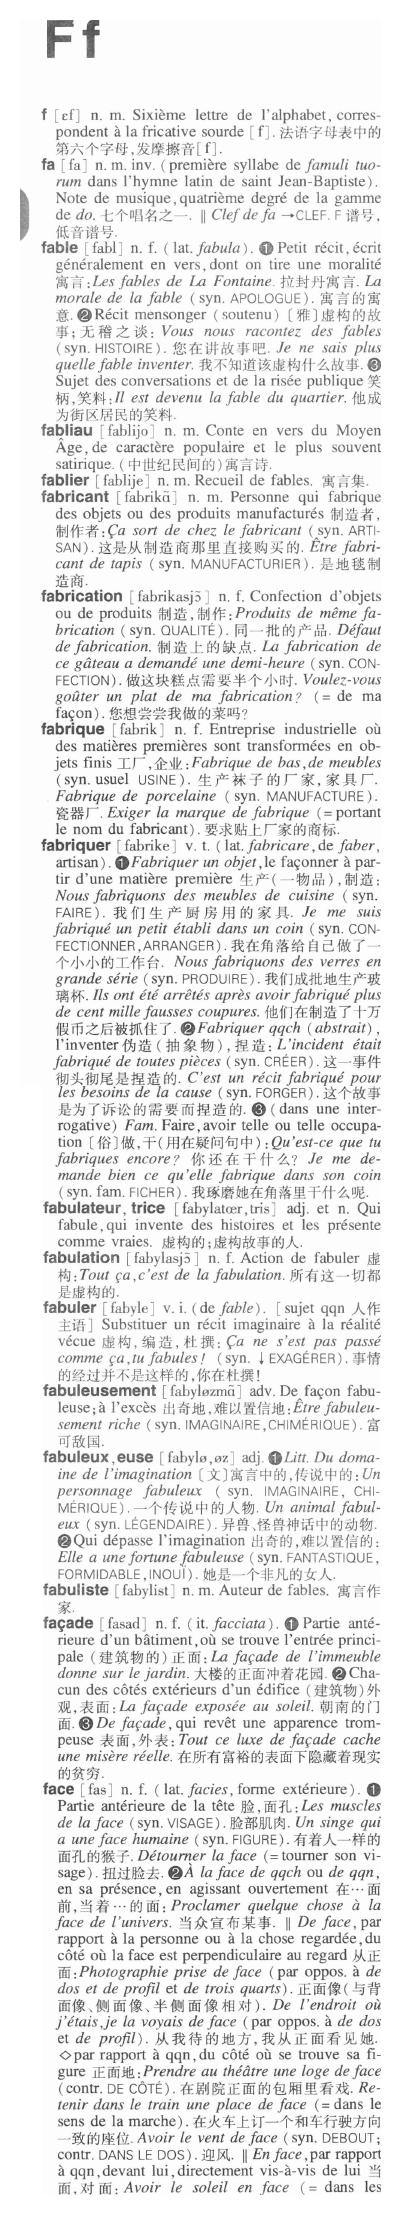 F f
f [ɛf] n. m. Sixième lettre de l'alphabet, corres-
pondent à la fricative sourde [f]. 法语字母表中的
第六个字母,发摩擦音[f].
fa [fa] n. m. inv. (première syllabe de famuli tuo-
rum dans l'hymne latin de saint Jean-Baptiste).
Note de musique, quatrième degré de la gamme
de do. 七个唱名之一. ‖ Clef de fa →CLEF. F 谱号,
低音谱号.
fable [fabl] n. f. (lat. fabula). ❶ Petit récit, écrit
généralement en vers, dont on tire une moralité
寓言:Les fables de La Fontaine. 拉封丹寓言. La
morale de la fable (syn. APOLOGUE). 寓言的寓
意. ❷ Récit mensonger (soutenu) [雅]虚构的故
事;无稽之谈: Vous nous racontez des fables
(syn. HISTOIRE). 您在讲故事吧. Je ne sais plus
quelle fable inventer. 我不知道该虚构什么故事. ❸
Sujet des conversations et de la risée publique 笑
柄,笑料:Il est devenu la fable du quartier. 他成
为街区居民的笑料.
fabliau [fablijo] n. m. Conte en vers du Moyen
Âge, de caractère populaire et le plus souvent
satirique. (中世纪民间的)寓言诗.
fablier [fablije] n. m. Recueil de fables. 寓言集.
fabricant [fabrikɑ̃] n. m. Personne qui fabrique
des objets ou des produits manufacturés 制造者,
制作者:Ça sort de chez le fabricant (syn. ARTI-
SAN). 这是从制造商那里直接购买的. Être fabri-
cant de tapis (syn. MANUFACTURIER). 是地毯制
造商.
fabrication [fabrikasjɔ̃] n. f. Confection d'objets
ou de produits 制造,制作:Produits de même fa-
brication (syn. QUALITÉ). 同一批的产品. Défaut
de fabrication. 制造上的缺点. La fabrication de
ce gâteau a demandé une demi-heure (syn. CON-
FECTION). 做这块糕点需要半个小时. Voulez-vous
goûter un plat de ma fabrication? (= de ma
façon). 您想尝尝我做的菜吗?
fabrique [fabrik] n. f. Entreprise industrielle où
des matières premières sont transformées en ob-
jets finis 工厂,企业:Fabrique de bas, de meubles
(syn. usuel USINE). 生产袜子的厂家,家具厂.
Fabrique de porcelaine (syn. MANUFACTURE).
瓷器厂. Exiger la marque de fabrique (= portant
le nom du fabricant). 要求贴上厂家的商标.
fabriquer [fabrike] v. t. (lat. fabricare, de faber,
artisan). ❶ Fabriquer un objet, le façonner à par-
tir d'une matière première 生产(一物品),制造:
Nous fabriquons des meubles de cuisine (syn.
FAIRE). 我们生产厨房用的家具. Je me suis
fabriqué un petit établi dans un coin (syn. CON-
FECTIONNER, ARRANGER). 我在角落给自己做了一
个小小的工作台. Nous fabriquons des verres en
grande série (syn. PRODUIRE). 我们成批地生产玻
璃杯. Ils ont été arrêtés après avoir fabriqué plus
de cent mille fausses coupures. 他们在制造了十万
假币之后被抓住了. ❷ Fabriquer qqch (abstrait),
l'inventer 伪造(抽象物),捏造:L'incident était
fabriqué de toutes pièces (syn. CRÉER). 这一事件
彻头彻尾是捏造的. C'est un récit fabriqué pour
les besoins de la cause (syn. FORGER). 这个故事
是为了诉讼的需要而捏造的. ❸ (dans une inter-
rogative) Fam. Faire, avoir telle ou telle occupa-
tion [俗]做,干(用在疑问句中):Qu'est-ce que tu
fabriques encore? 你还在干什么? Je me de-
mande bien ce qu'elle fabrique dans son coin
(syn. fam. FICHER). 我琢磨她在角落里干什么呢.
fabulateur, trice [fabylatœr, tris] adj. et n. Qui
fabule, qui invente des histoires et les présente
comme vraies. 虚构的;虚构故事的人.
fabulation [fabylasjɔ̃] n. f. Action de fabuler 虚
构:Tout ça, c'est de la fabulation. 所有这一切都
是虚构的.
fabuler [fabyle] v. i. (de fable). [sujet qqn 人作
主语] Substituer un récit imaginaire à la réalité
vécue 虚构,编造,杜撰: Ça ne s'est pas passé
comme ça, tu fabules! (syn. ↓ EXAGÉRER). 事情
的经过并不是这样的,你在杜撰!
fabuleusement [fabyløzmɑ̃] adv. De façon fabu-
leuse; à l'excès 出奇地,难以置信地:Être fabuleu-
sement riche (syn. IMAGINAIRE, CHIMÉRIQUE). 富
可敌国.
fabuleux, euse [fabylø, øz] adj. ❶ Litt. Du doma-
ine de l'imagination [文]寓言中的,传说中的:Un
personnage fabuleux (syn. IMAGINAIRE, CHI-
MÉRIQUE). 一个传说中的人物. Un animal fabul-
eux (syn. LÉGENDAIRE). 异兽、怪兽神话中的动物.
❷ Qui dépasse l'imagination 出奇的,难以置信的:
Elle a une fortune fabuleuse (syn. FANTASTIQUE,
FORMIDABLE, INOUÏ). 她是一个非凡的女人.
fabuliste [fabylist] n. m. Auteur de fables. 寓言作
家.
façade [fasad] n. f. (it. facciata). ❶ Partie anté-
rieure d'un bâtiment, où se trouve l'entrée princi-
pale (建筑物的)正面:La façade de l'immeuble
donne sur le jardin. 大楼的正面冲着花园. ❷ Cha-
cun des côtés extérieurs d'un édifice (建筑物)外
观,表面:La façade exposée au soleil. 朝南的门
面. ❸ De façade, qui revêt une apparence trom-
peuse 表面,外表:Tout ce luxe de façade cache
une misère réelle. 在所有富裕的表面下隐藏着现实
的贫穷.
face [fas] n. f. (lat. facies, forme extérieure). ❶
Partie antérieure de la tête 脸,面孔:Les muscles
de la face (syn. VISAGE). 脸部肌肉. Un singe qui
a une face humaine (syn. FIGURE). 有着人一样的
面孔的猴子. Détourner la face (= tourner son vi-
sage). 扭过脸去. ❷ À la face de qqch ou de qqn,
en sa présence, en agissant ouvertement 在…面
前,当着…的面:Proclamer quelque chose à la
face de l'univers. 当众宣布某事. ‖ De face, par
rapport à la personne ou à la chose regardée, du
côté où la face est perpendiculaire au regard 从正
面:Photographie prise de face (par oppos. à de
dos et de profil et de trois quarts). 正面像(与背
面像、侧面像、半侧面像相对). De l'endroit où
j'étais, je la voyais de face (par oppos. à de dos
et de profil). 从我待的地方,我从正面看见她.
◇ par rapport à qqn, du côté où se trouve sa fi-
gure 正面地:Prendre au théâtre une loge de face
(contr. DE CÔTÉ). 在剧院正面的包厢里看戏. Re-
tenir dans le train une place de face (= dans le
sens de la marche). 在火车上订一个和车行驶方向
一致的座位. Avoir le vent de face (syn. DEBOUT;
contr. DANS LE DOS). 迎风. ‖ En face, par rapport
à qqn, devant lui, directement vis-à-vis de lui 当
面,对面: Avoir le soleil en face (= dans les